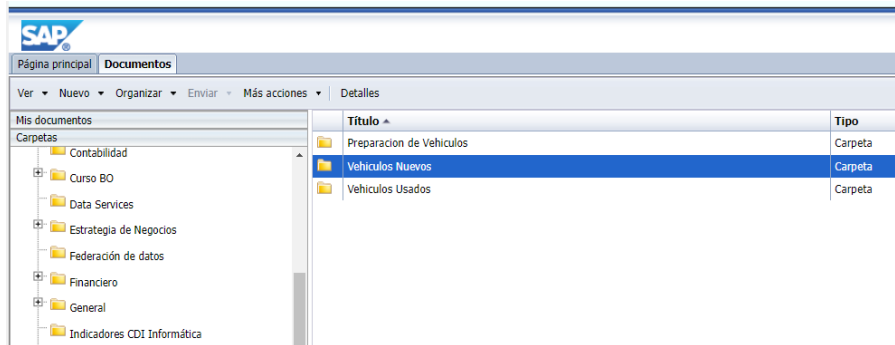 SAP®
Página principal Documentos
Ver Nuevo Organizar Enviar Más acciones Detalles
Mis documentos
Carpetas
Contabilidad
Curso BO
Data Services
Estrategia de Negocios
Federación de datos
Financiero
General
Indicadores CDI Informática
Título Tipo
Preparacion de Vehiculos Carpeta
Vehiculos Nuevos Carpeta
Vehiculos Usados Carpeta